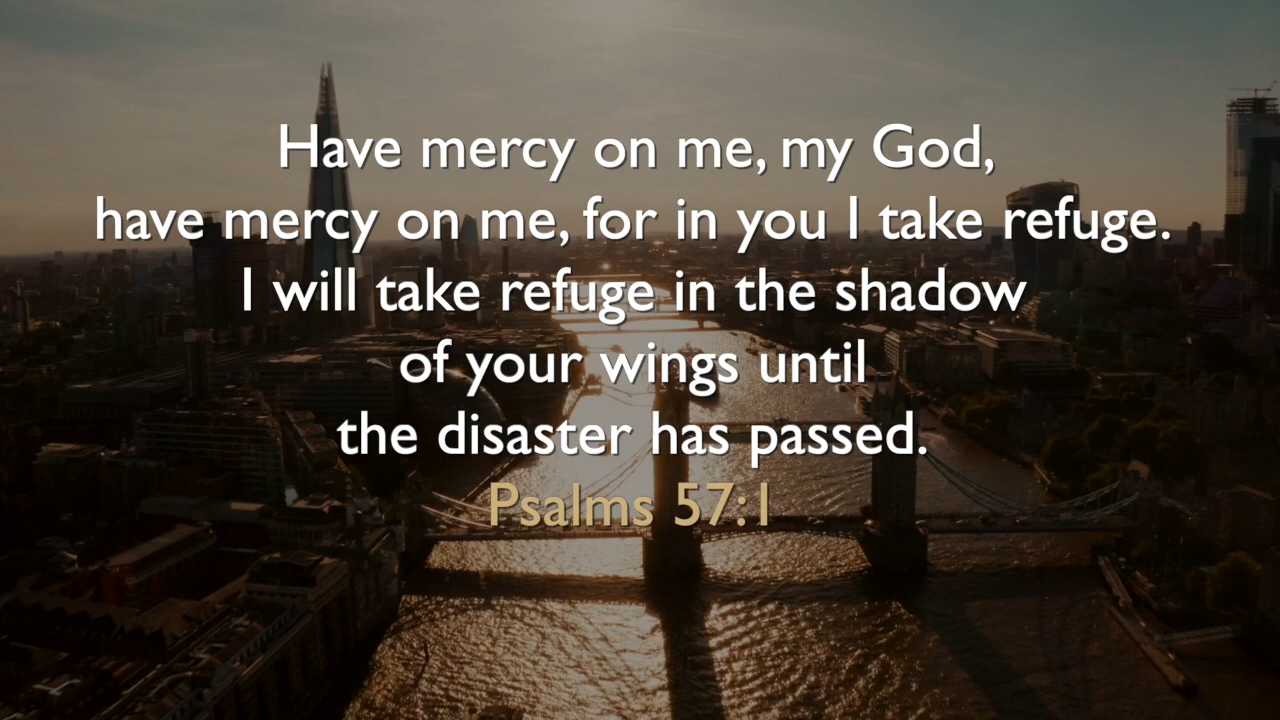 Have mercy on me, my God,
have mercy on me, for in you I take refuge.
I will take refuge in the shadow
of your wings until
the disaster has passed.
Psalms 57:1